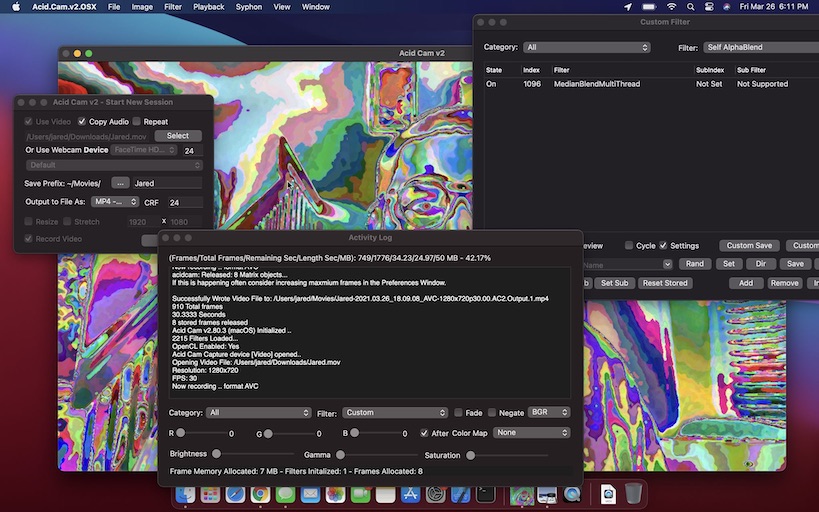 Acid.Cam.v2.OSX File Image Filter Playback Syphon View Window Fri Mar 26 6:11 PM
Acid Cam v2
Custom Filter
Category: All Filter: Self AlphaBlend
State Index Filter SubIndex Sub Filter
On 1096 MedianBlendMultiThread Not Set Not Supported
Acid Cam v2 - Start New Session
Use Video Copy Audio Repeat
/Users/jared/Downloads/Jared.mov Select
Or Use Webcam Device FaceTime HD... 24
Default
Save Prefix: ~/Movies/ ... Jared
Output to File As: MP4 -... CRF 24
Resize Stretch 1920 x 1080
Record Video
eview Cycle Settings Custom Save Custom
Name Rand Set Dir Save
b Set Sub Reset Stored Add Remove In
Activity Log
(Frames/Total Frames/Remaining Sec/Length Sec/MB): 749/1776/34.23/24.97/50 MB - 42.17%
Now recording .. format AVC
acidcam: Released: 8 Matrix objects...
If this is happening often consider increasing maxmium frames in the Preferences Window.
Successfully Wrote Video File to: /Users/jared/Movies/Jared-2021.03.26_18.09.08_AVC-1280x720p30.00.AC2.Output.1.mp4
910 Total frames
30.3333 Seconds
8 stored frames released
Acid Cam v2.80.3 (macOS) Initialized ..
2215 Filters Loaded...
OpenCL Enabled: Yes
Acid Cam Capture device [Video] opened..
Opening Video File: /Users/jared/Downloads/Jared.mov
Resolution: 1280x720
FPS: 30
Now recording .. format AVC
Category: All Filter: Custom Fade Negate BGR
R 0 G 0 B 0 After Color Map None
Brightness Gamma Saturation
Frame Memory Allocated: 7 MB - Filters Initalized: 1 - Frames Allocated: 8